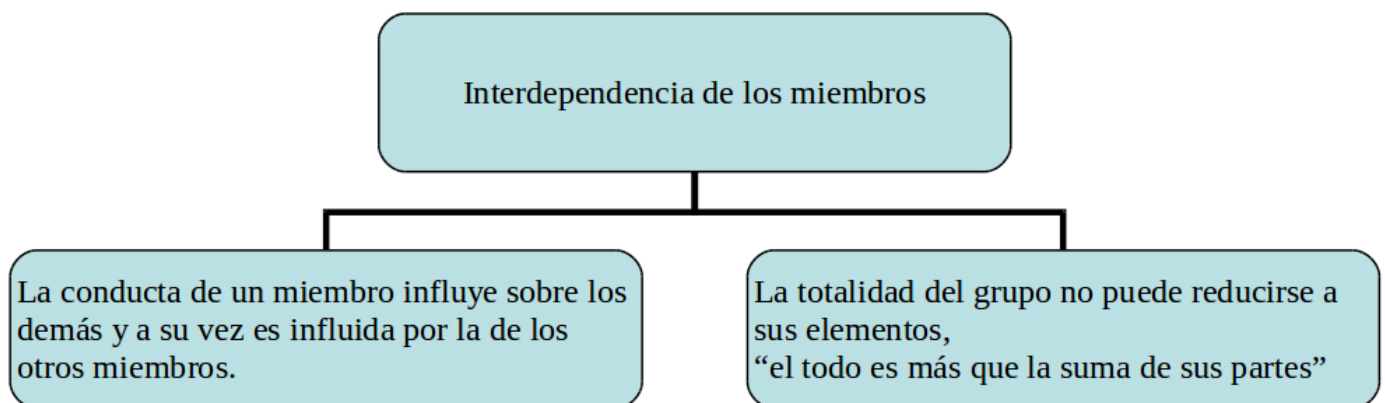 Interdependencia de los miembros
La conducta de un miembro influye sobre los
demás y a su vez es influida por la de los
otros miembros.
La totalidad del grupo no puede reducirse a
sus elementos,
“el todo es más que la suma de sus partes”